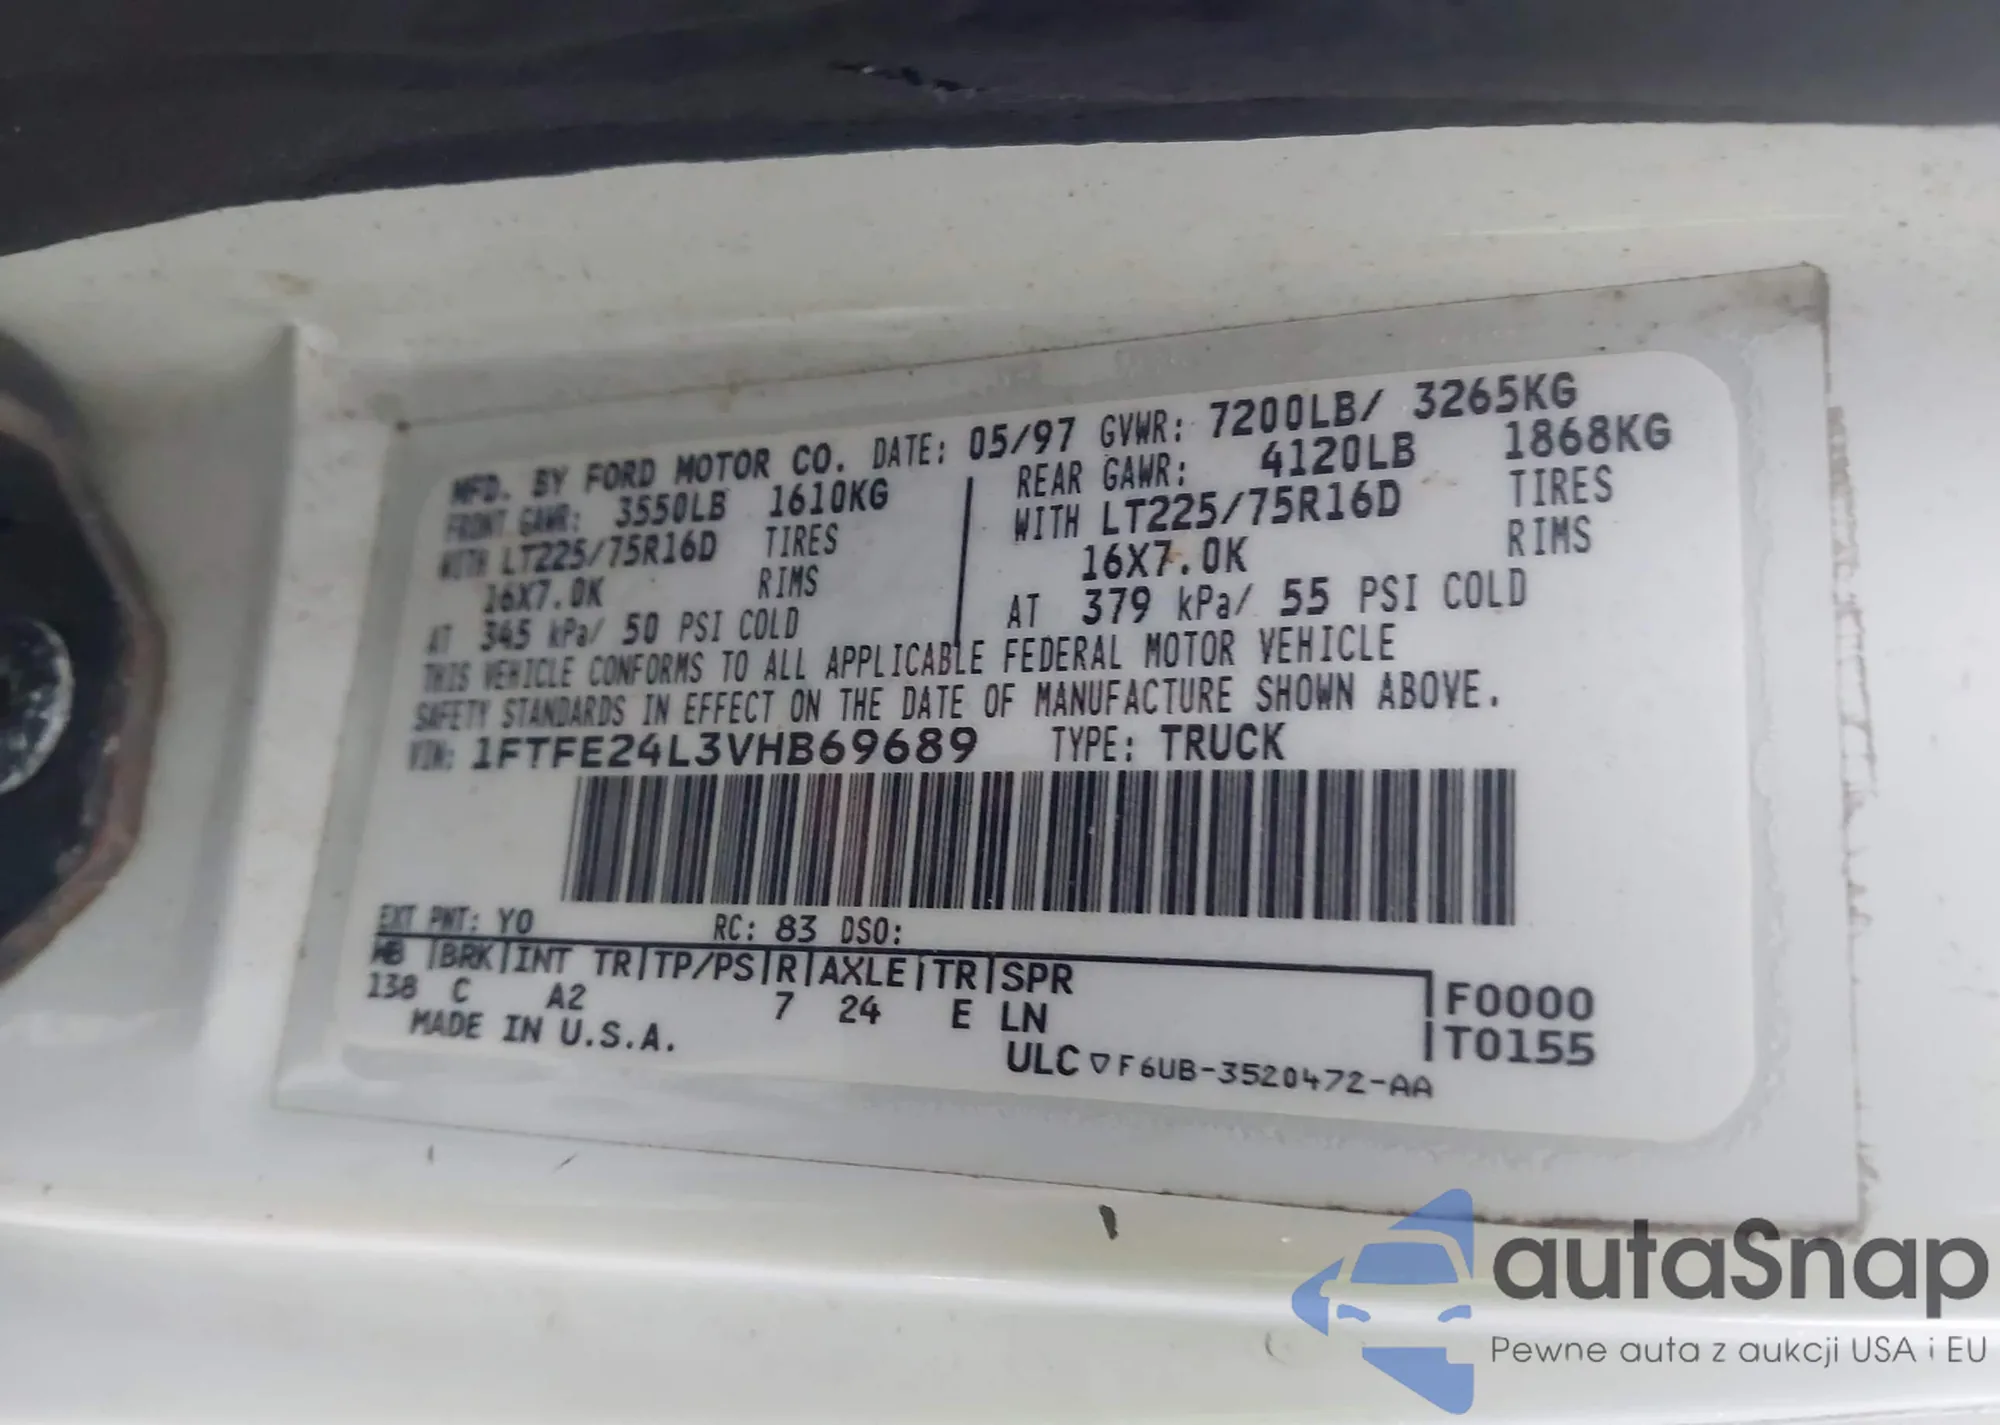 MFD. BY FORD MOTOR CO. DATE: 05/97 GVWR: 7200LB/ 3265KG
FRONT GAWR: 3550LB 1610KG
WITH LT225/75R16D TIRES
16X7.0K RIMS
AT 345 kPa/ 50 PSI COLD
REAR GAWR: 4120LB 1868KG
WITH LT225/75R16D TIRES
16X7.0K RIMS
AT 379 kPa/ 55 PSI COLD
THIS VEHICLE CONFORMS TO ALL APPLICABLE FEDERAL MOTOR VEHICLE
SAFETY STANDARDS IN EFFECT ON THE DATE OF MANUFACTURE SHOWN ABOVE.
VIN: 1FTFE24L3VHB69689 TYPE: TRUCK
EXT PNT: YO RC: 83 DSO:
WB |BRK|INT TR|TP/PS|R|AXLE|TR|SPR
138 C A2 7 24 E LN
F0000
T0155
MADE IN U.S.A.
ULC ▽ F6UB-3520472-AA
autaSnap
Pewne auta z aukcji USA i EU